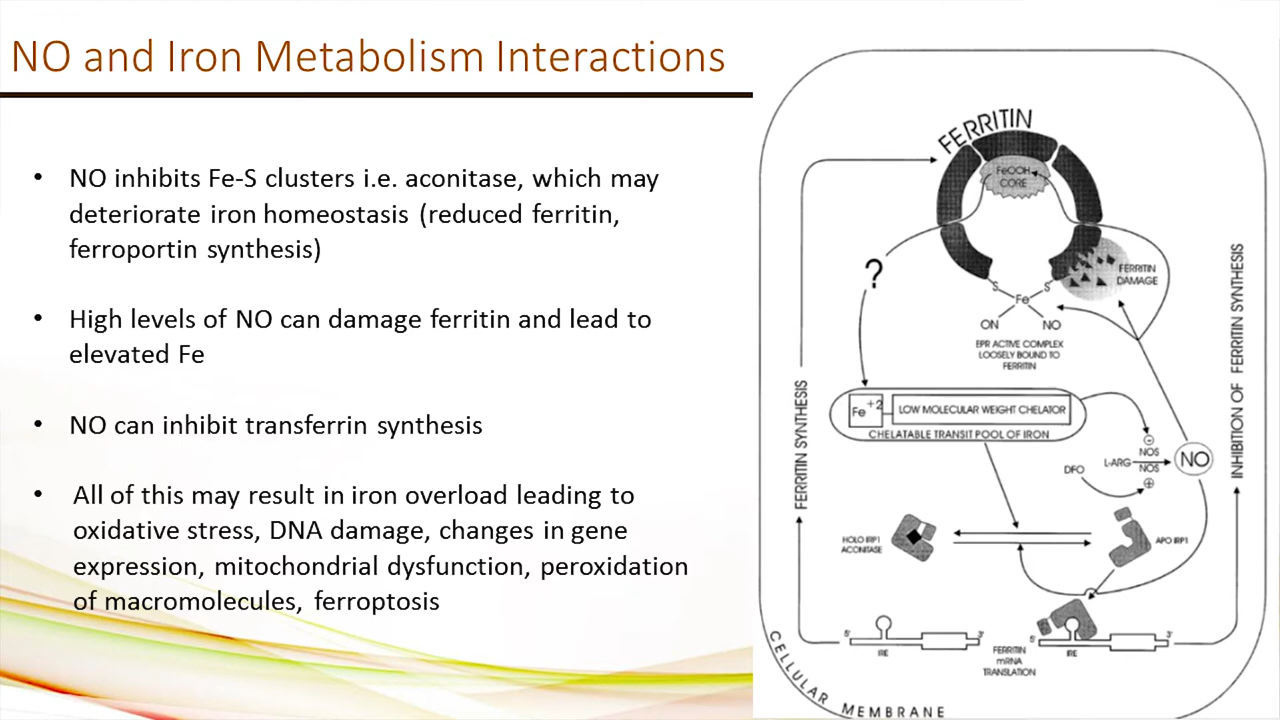 NO and Iron Metabolism Interactions
• NO inhibits Fe-S clusters i.e. aconitase, which may
deteriorate iron homeostasis (reduced ferritin,
ferroportin synthesis)
• High levels of NO can damage ferritin and lead to
elevated Fe
• NO can inhibit transferrin synthesis
• All of this may result in iron overload leading to
oxidative stress, DNA damage, changes in gene
expression, mitochondrial dysfunction, peroxidation
of macromolecules, ferroptosis
FERRITIN
FeOOH
CORE
?
FERRITIN
DAMAGE
S S
Fe
ON NO
EPR ACTIVE COMPLEX
LOOSELY BOUND TO
FERRITIN
Fe+2
LOW MOLECULAR WEIGHT CHELATOR
CHELATABLE TRANSIT POOL OF IRON
FERRITIN SYNTHESIS
INHIBITION OF FERRITIN SYNTHESIS
⊖
NOS
L-ARG
NO
DFO
NOS
⊕
HOLO IRP1
ACONITASE
APO IRP1
5' 3'
IRE
FERRITIN
mRNA
TRANSLATION
5' 3'
IRE
CELLULAR MEMBRANE